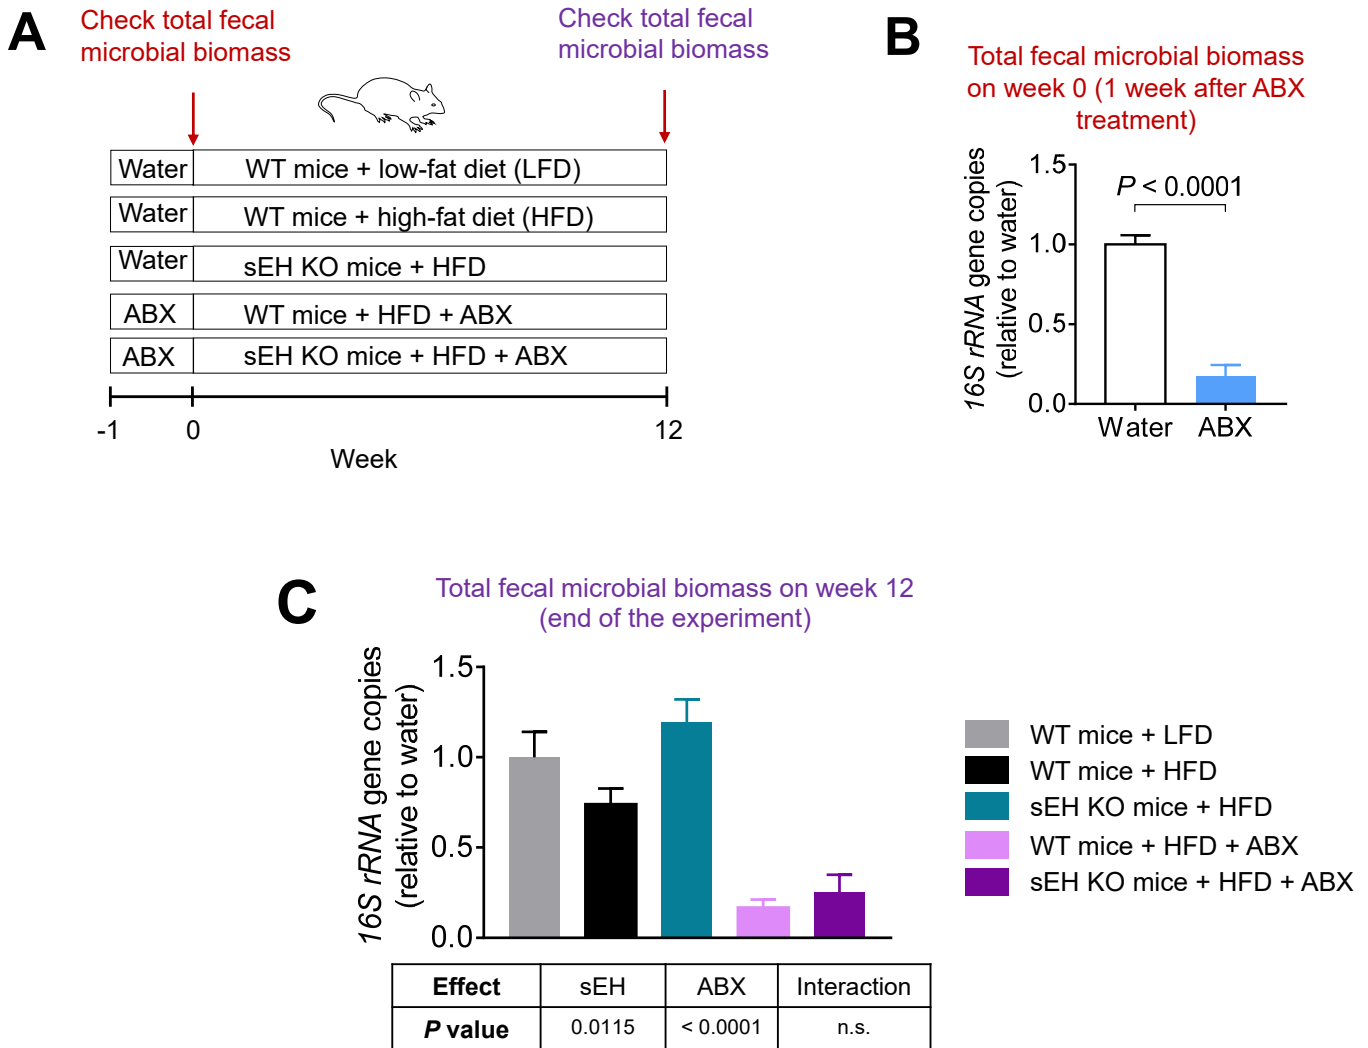 A
Check total fecal
microbial biomass
Check total fecal
microbial biomass
Water
WT mice + low-fat diet (LFD)
Water
WT mice + high-fat diet (HFD)
Water
sEH KO mice + HFD
ABX
WT mice + HFD + ABX
ABX
sEH KO mice + HFD + ABX
-1
0
12
Week
B
Total fecal microbial biomass
on week 0 (1 week after ABX
treatment)
16S rRNA gene copies
(relative to water)
1.5
1.0
0.5
0.0
P < 0.0001
Water ABX
C
Total fecal microbial biomass on week 12
(end of the experiment)
16S rRNA gene copies
(relative to water)
1.5
1.0
0.5
0.0
WT mice + LFD
WT mice + HFD
sEH KO mice + HFD
WT mice + HFD + ABX
sEH KO mice + HFD + ABX
Effect sEH ABX Interaction
P value 0.0115 < 0.0001 n.s.